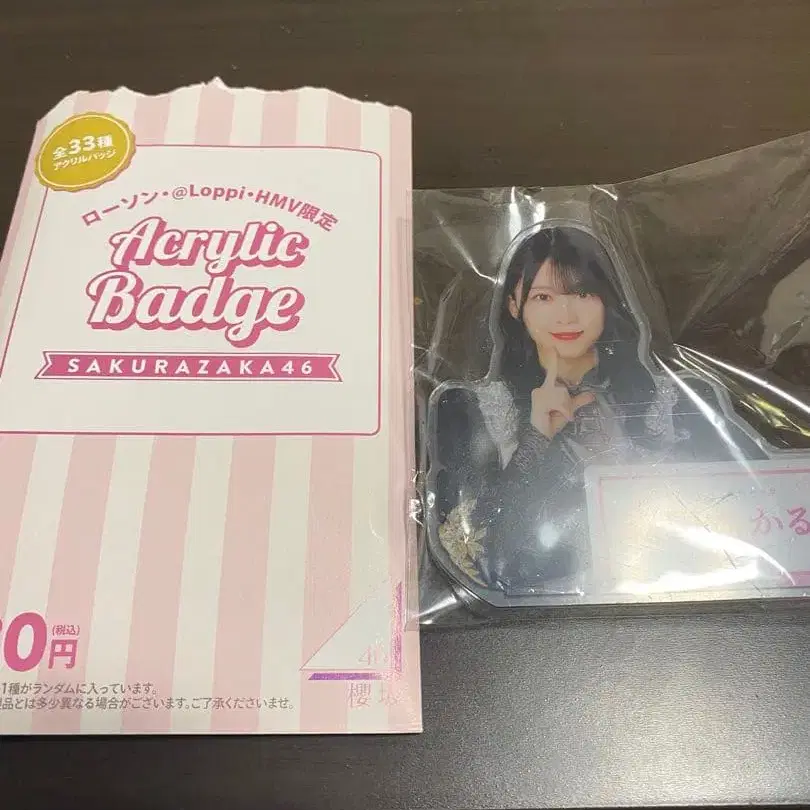 全33種
アクリルバッジ
ローソン・@Loppi・HMV限定
Acrylic
Badge
SAKURAZAKA46
0円
(税込)
1種がランダムに入っています。
品とは多少異なる場合がございます。ご了承くださいませ。
46
櫻坂
かる